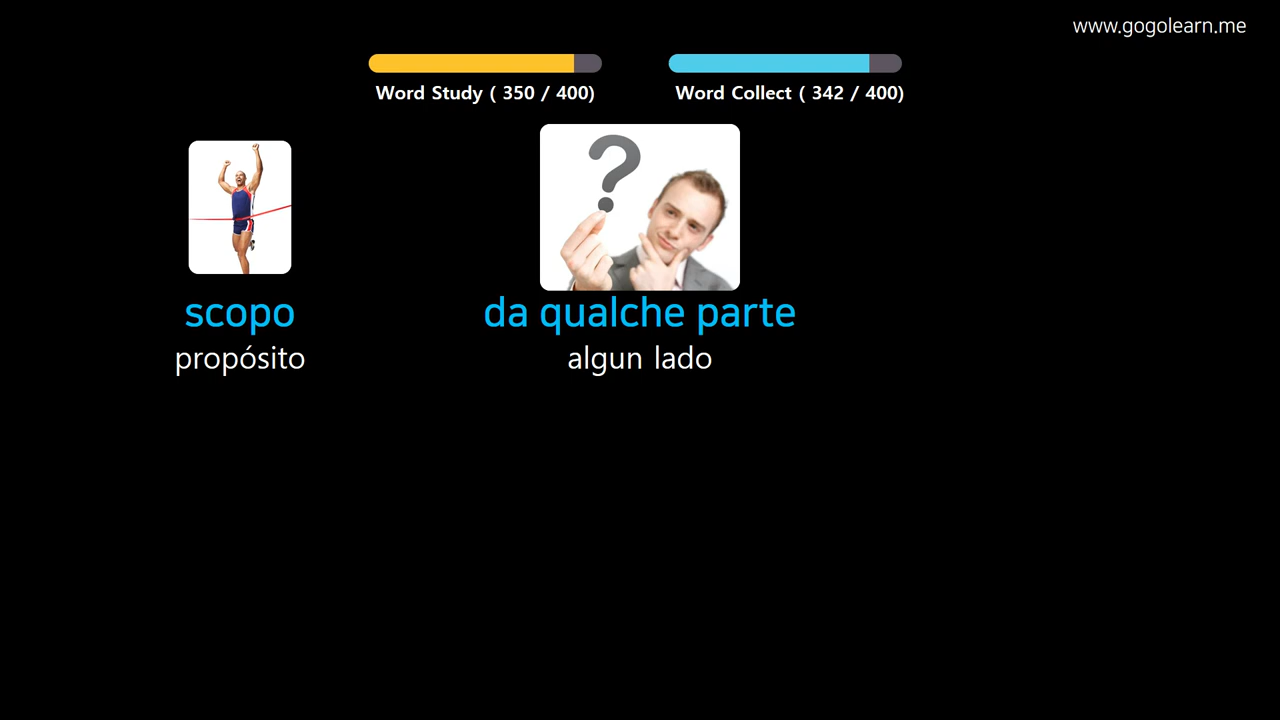 www.gogolearn.me
Word Study ( 350 / 400)
Word Collect ( 342 / 400)
?
scopo
propósito
da qualche parte
algun lado